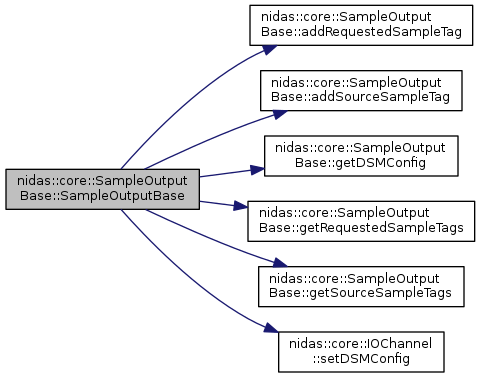 nidas::core::SampleOutput
Base::addRequestedSampleTag
nidas::core::SampleOutput
Base::addSourceSampleTag
nidas::core::SampleOutput
Base::getDSMConfig
nidas::core::SampleOutput
Base::SampleOutputBase
nidas::core::SampleOutput
Base::getRequestedSampleTags
nidas::core::SampleOutput
Base::getSourceSampleTags
nidas::core::IOChannel
::setDSMConfig